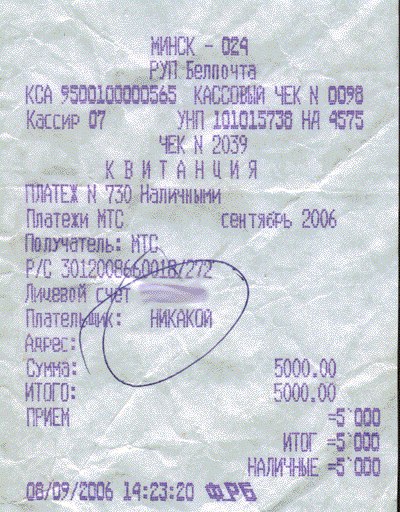 МИНСК - 024
РУП Белпочта
КСА 9500100000565 КАССОВЫЙ ЧЕК N 0098
Кассир 07 УНП 101015738 НА 4575
ЧЕК N 2039
К В И Т А Н Ц И Я
ПЛАТЕЖ N 730 Наличными
Платежи МТС сентябрь 2006
Получатель: МТС
Р/С 3012008660018/272
Лицевой счет
Плательщик: НИКАКОЙ
Адрес:
Сумма: 5000.00
ИТОГО: 5000.00
ПРИЕМ =5`000
ИТОГ =5`000
НАЛИЧНЫЕ =5`000
08/09/2006 14:23:20 ФРБ